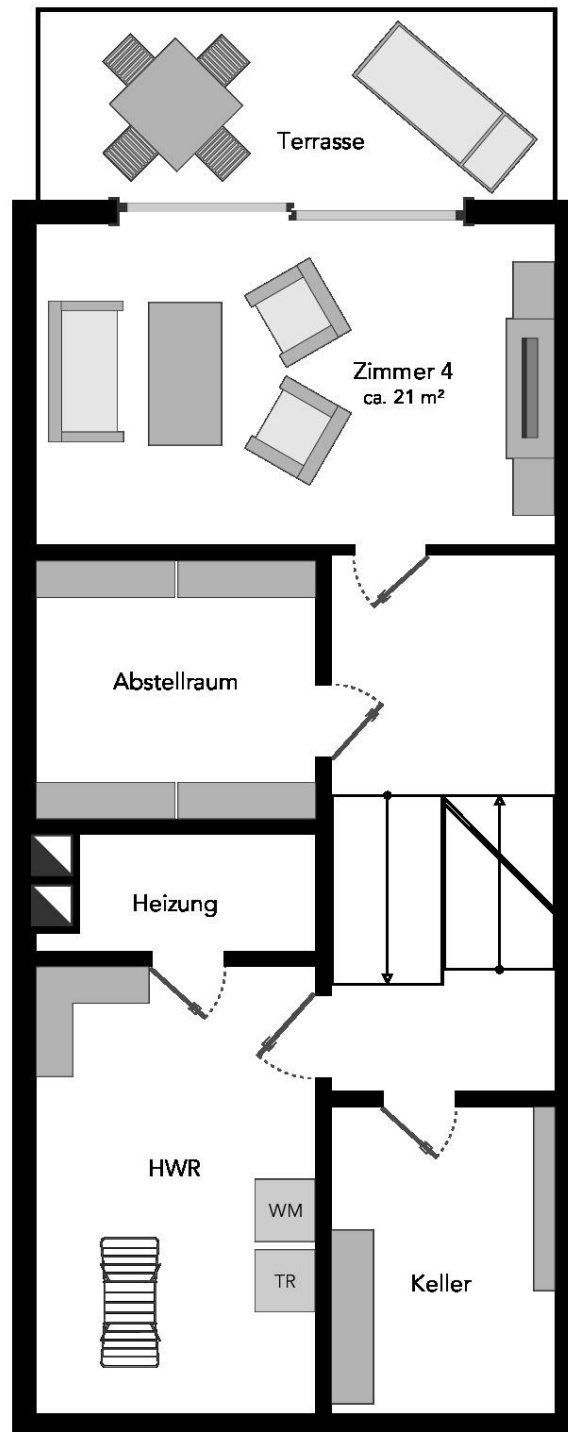 Terrasse
Zimmer 4
ca. 21 m²
Abstellraum
Heizung
HWR
WM
TR
Keller